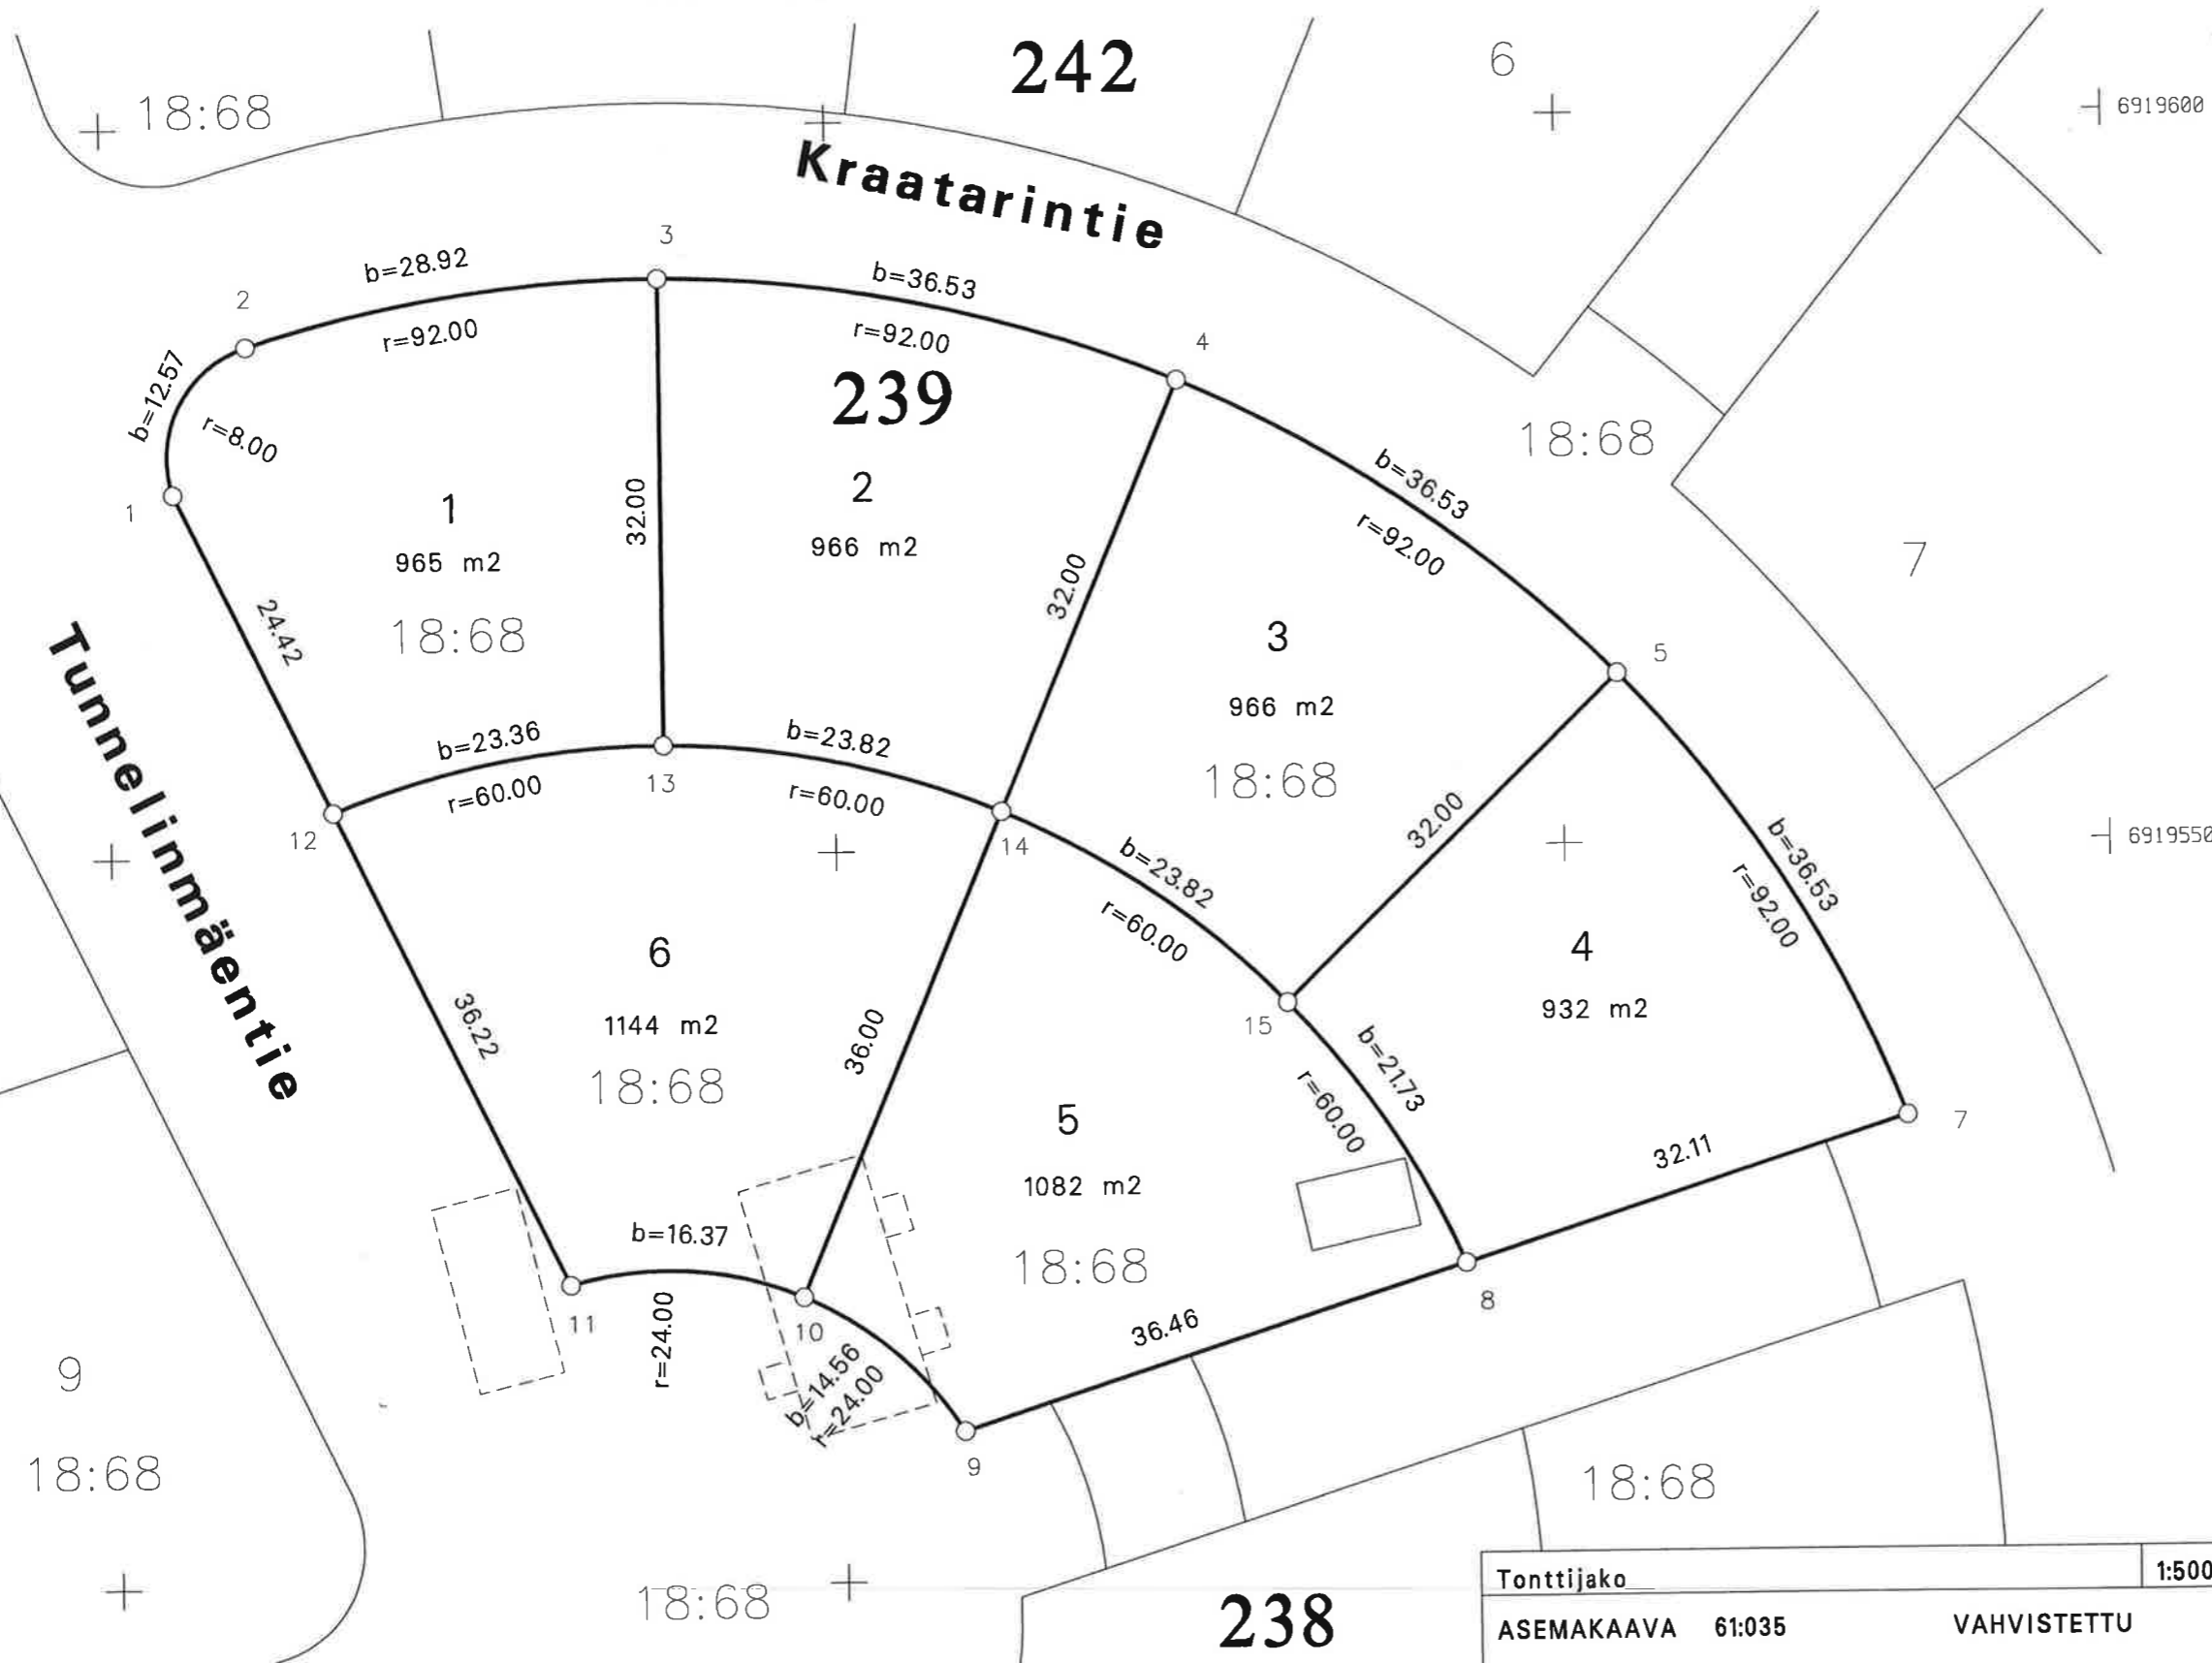 242
6
18:68
6919600
Kraatarintie
3
b=28.92
b=36.53
2
r=92.00
r=92.00
4
b=12.57
239
r=8.00
18:68
b=36.53
2
1
1
32.00
r=92.00
966 m2
965 m2
7
32.00
24.42
18:68
3
5
Tunnelinmäentie
966 m2
b=23.36
b=23.82
18:68
13
r=60.00
r=60.00
32.00
12
14
6919550
b=36.53
b=23.82
r=92.00
r=60.00
6
4
36.22
1144 m2
36.00
15
932 m2
b=21.73
18:68
r=60.00
5
7
32.11
1082 m2
b=16.37
18:68
8
11
r=24.00
10
36.46
b=14.56
r=24.00
9
9
18:68
18:68
18:68
238
Tonttijako
1:500
ASEMAKAAVA 61:035 VAHVISTETTU